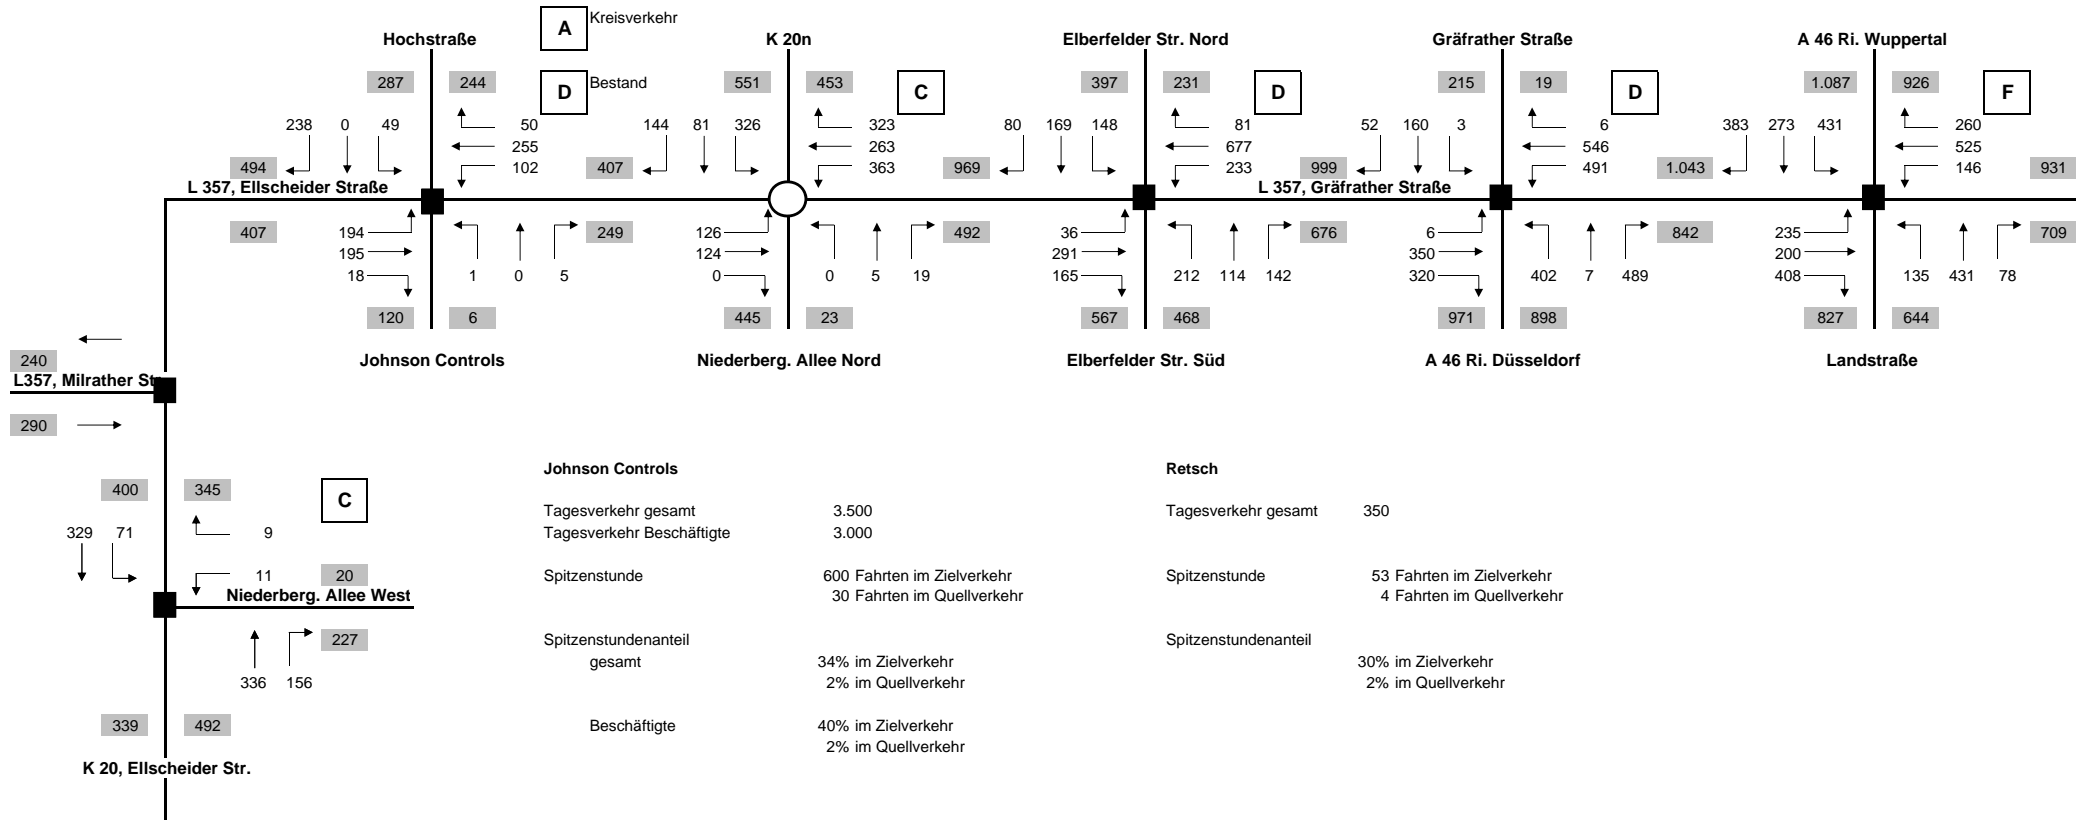 A Kreisverkehr
Hochstraße K 20n Elberfelder Str. Nord Gräfrather Straße A 46 Ri. Wuppertal
287 244 D Bestand 551 453 C 397 231 D 215 19 D 1.087 926 F
238 0 49 50 144 81 326 323 80 169 148 81 52 160 3 6 383 273 431 260
255 263 677 546 525
494 102 407 363 969 233 999 491 1.043 146 931
L 357, Ellscheider Straße L 357, Gräfrather Straße
407 194 249 126 492 36 676 6 842 235 709
195 124 291 350 200
18 1 0 5 0 0 5 19 165 212 114 142 320 402 7 489 408 135 431 78
120 6 445 23 567 468 971 898 827 644
Johnson Controls Niederberg. Allee Nord Elberfelder Str. Süd A 46 Ri. Düsseldorf Landstraße
240
L357, Milrather St
290
400 345 C
329 71 9
11 20
Niederberg. Allee West
227
336 156
339 492
K 20, Ellscheider Str.
Johnson Controls
Tagesverkehr gesamt 3.500
Tagesverkehr Beschäftigte 3.000
Spitzenstunde 600 Fahrten im Zielverkehr
30 Fahrten im Quellverkehr
Spitzenstundenanteil
gesamt 34% im Zielverkehr
2% im Quellverkehr
Beschäftigte 40% im Zielverkehr
2% im Quellverkehr
Retsch
Tagesverkehr gesamt 350
Spitzenstunde 53 Fahrten im Zielverkehr
4 Fahrten im Quellverkehr
Spitzenstundenanteil
30% im Zielverkehr
2% im Quellverkehr